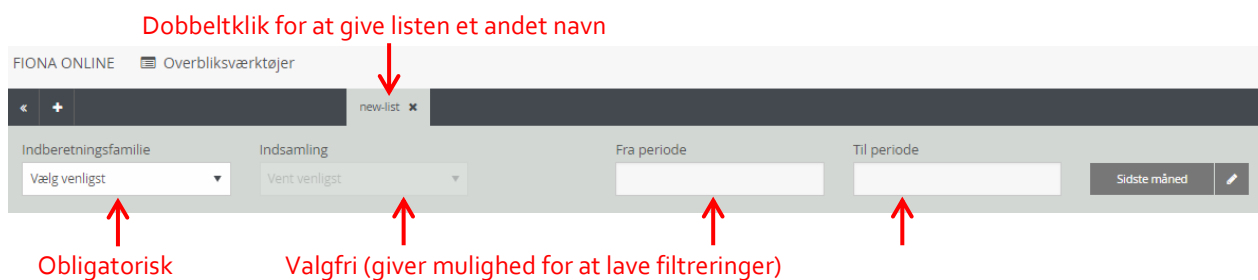 Dobbeltklik for at give listen et andet navn
FIONA ONLINE Overbliksværktøjer
« + new-list ×
Indberetningsfamilie Indsamling Fra periode Til periode
Vælg venligst Vent venligst Sidste måned
Obligatorisk Valgfri (giver mulighed for at lave filtreringer)